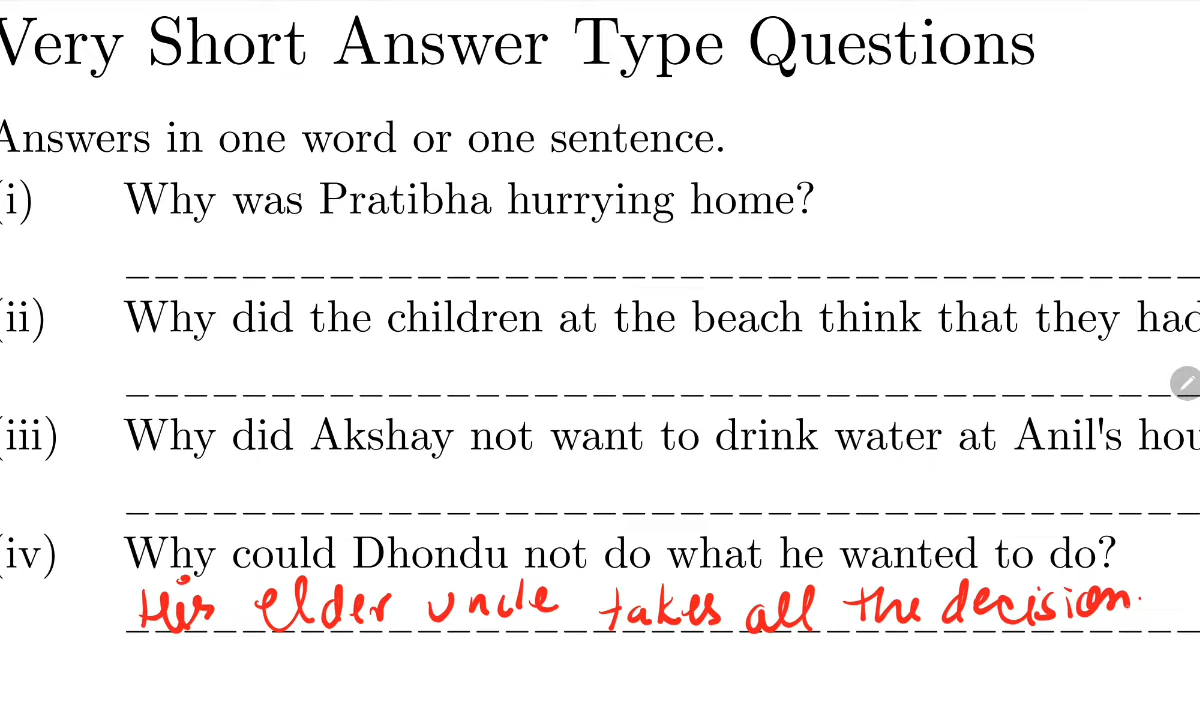 Very Short Answer Type Questions
Answers in one word or one sentence.
(i) Why was Pratibha hurrying home?
(ii) Why did the children at the beach think that they had
(iii) Why did Akshay not want to drink water at Anil's hou
(iv) Why could Dhondu not do what he wanted to do?
His elder uncle takes all the decision.